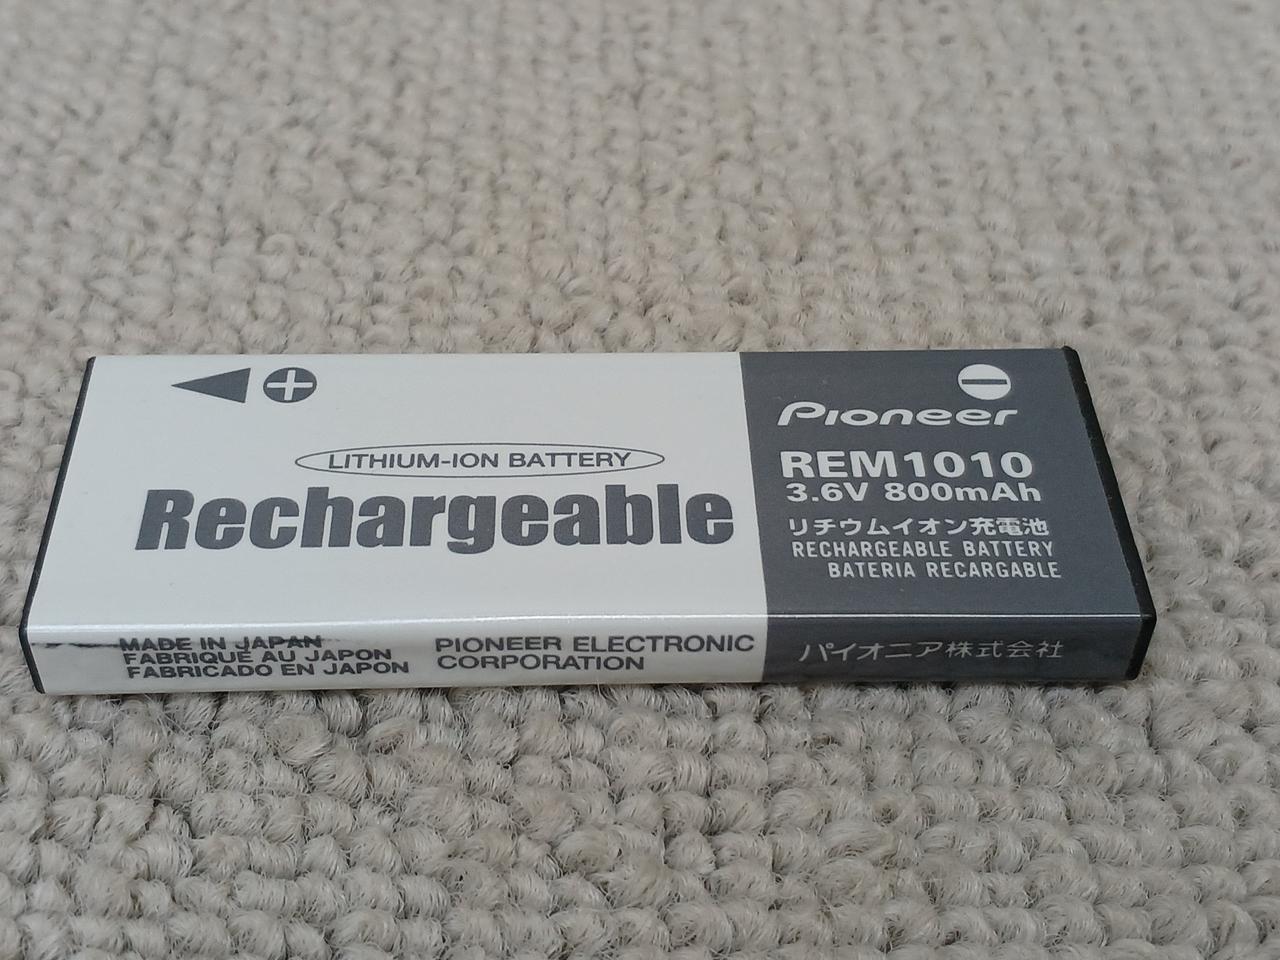 LITHIUM-ION BATTERY
Rechargeable
Pioneer
REM1010
3.6V 800mAh
リチウムイオン充電池
RECHARGEABLE BATTERY
BATERIA RECARGABLE
MADE IN JAPAN
FABRIQUÉ AU JAPON
FABRICADO EN JAPON
PIONEER ELECTRONIC
CORPORATION
パイオニア株式会社